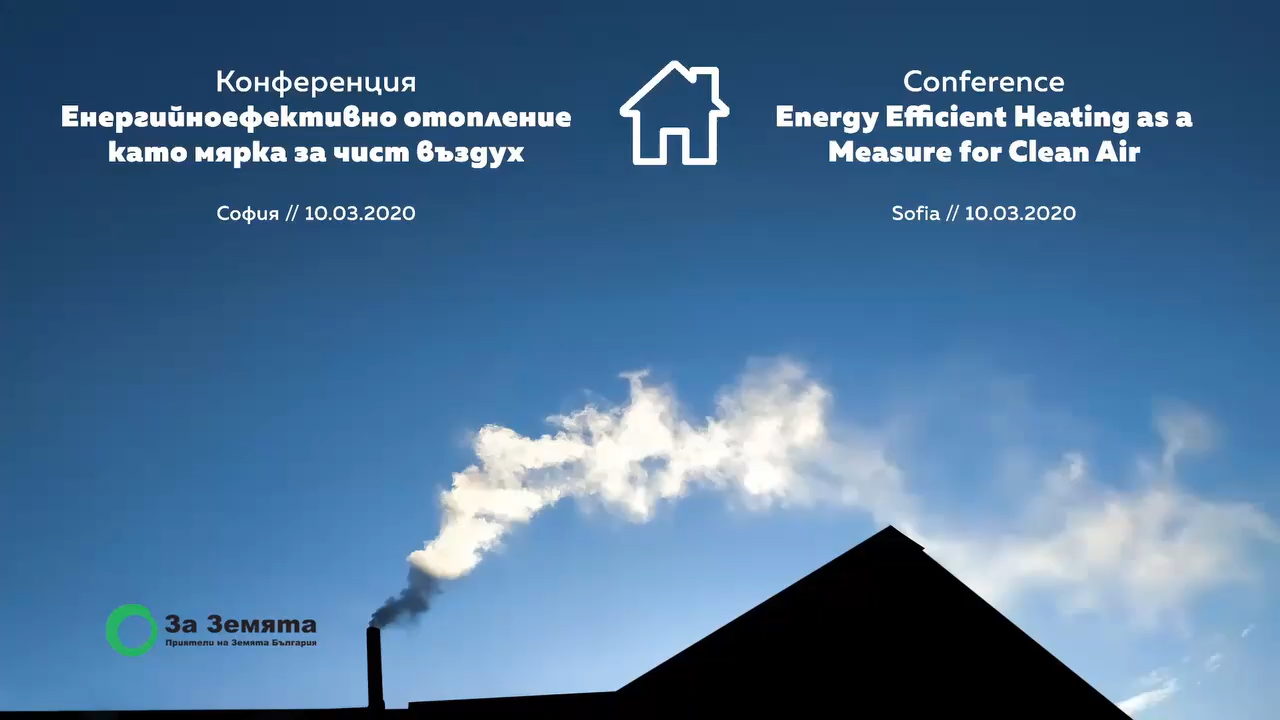 Конференция
Енергийноефективно отопление
като мярка за чист въздух
София // 10.03.2020
Conference
Energy Efficient Heating as a
Measure for Clean Air
Sofia // 10.03.2020
За Земята
Приятели на Земята България